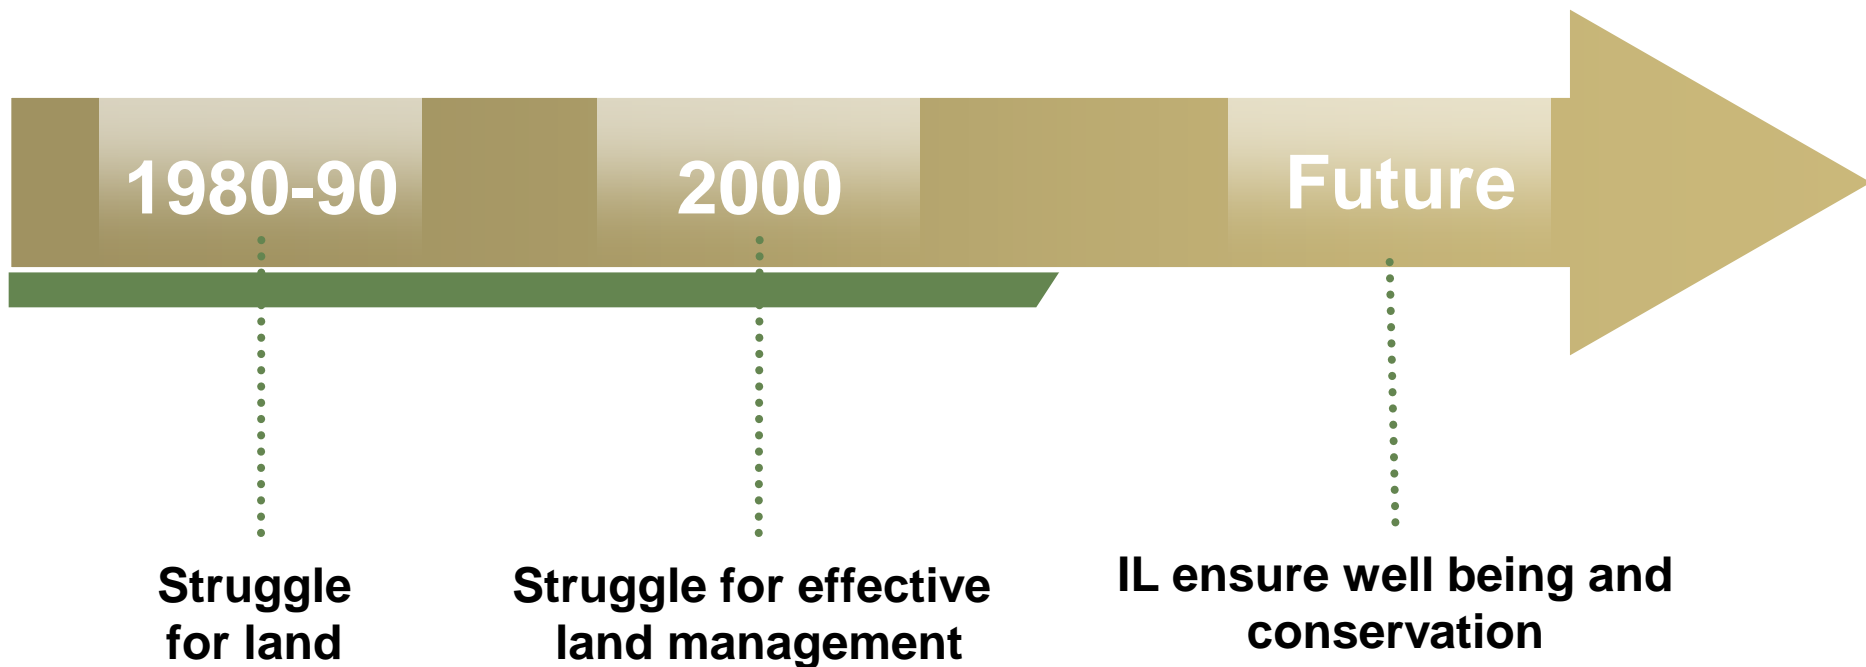 1980-90
2000
Future
Struggle
for land
Struggle for effective
land management
IL ensure well being and
conservation